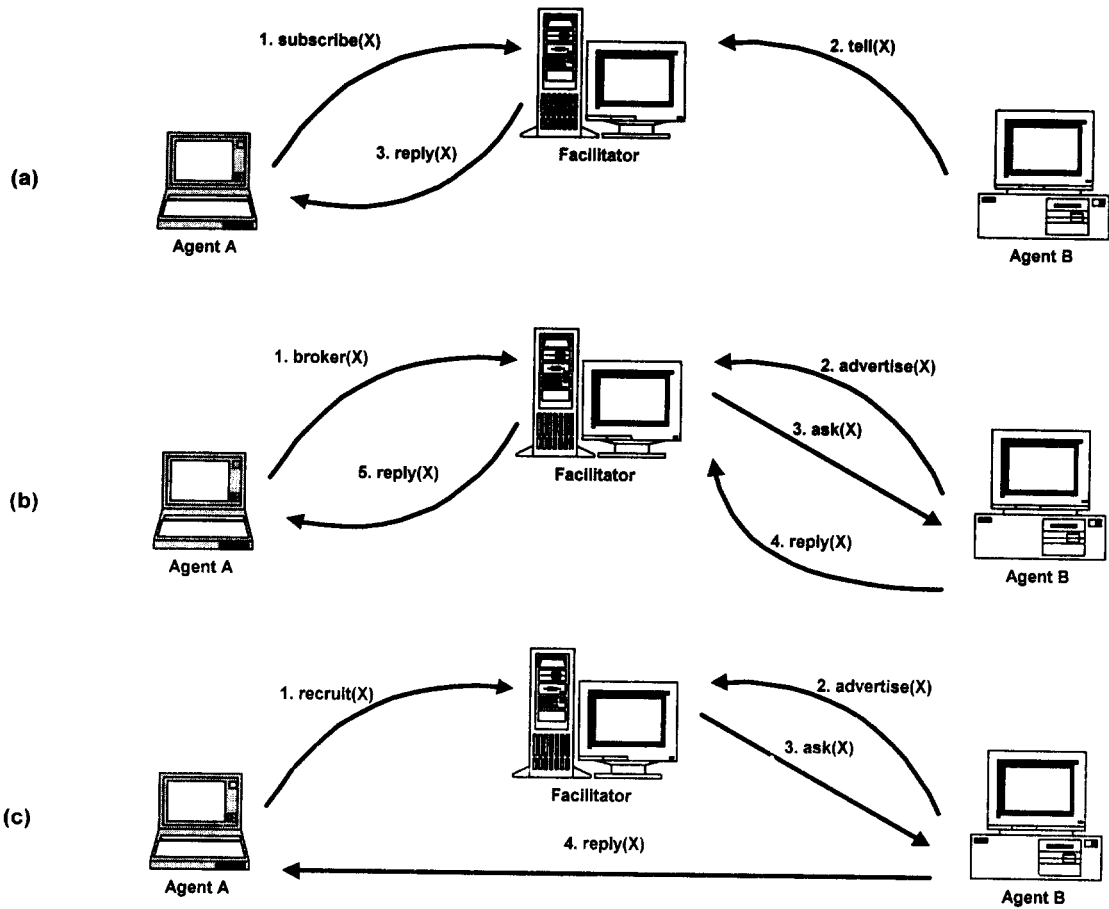 1. subscribe(X)
2. tell(X)
3. reply(X)
Facilitator
(a)
Agent A
Agent B
1. broker(X)
2. advertise(X)
3. ask(X)
5. reply(X)
Facilitator
(b)
4. reply(X)
Agent A
Agent B
1. recruit(X)
2. advertise(X)
3. ask(X)
Facilitator
(c)
4. reply(X)
Agent A
Agent B